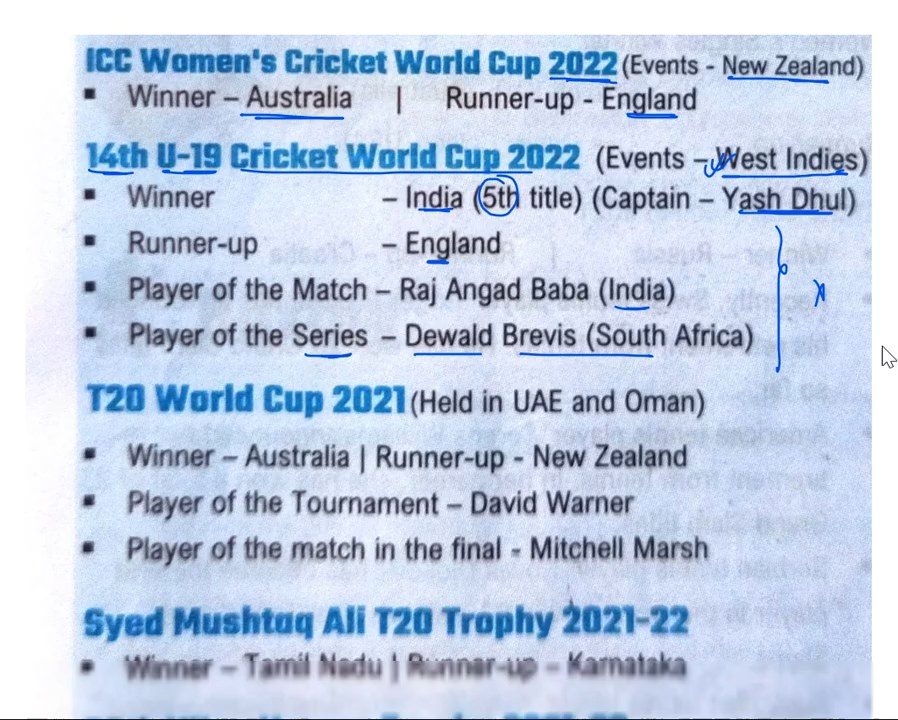 ICC Women's Cricket World Cup 2022 (Events - New Zealand)
▪ Winner – Australia | Runner-up - England
14th U-19 Cricket World Cup 2022 (Events – West Indies)
▪ Winner – India (5th title) (Captain – Yash Dhul)
▪ Runner-up – England
▪ Player of the Match – Raj Angad Baba (India)
▪ Player of the Series – Dewald Brevis (South Africa)
T20 World Cup 2021 (Held in UAE and Oman)
▪ Winner – Australia | Runner-up - New Zealand
▪ Player of the Tournament – David Warner
▪ Player of the match in the final - Mitchell Marsh
Syed Mushtaq Ali T20 Trophy 2021-22
▪ Winner – Tamil Nadu | Runner-up – Karnataka